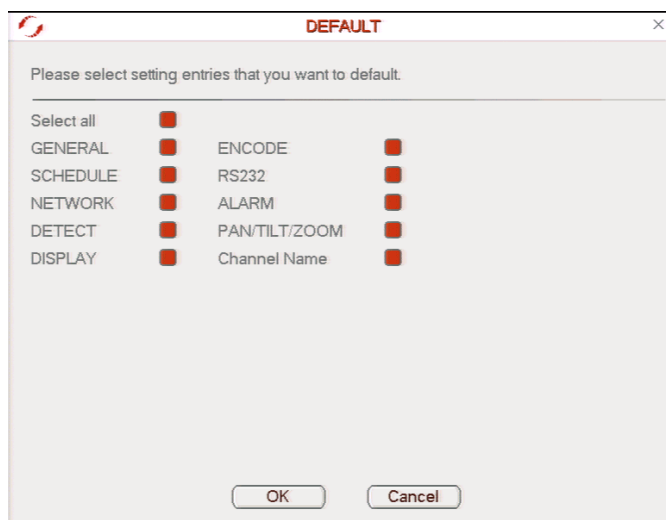 DEFAULT
Please select setting entries that you want to default.
Select all
GENERAL ENCODE
SCHEDULE RS232
NETWORK ALARM
DETECT PAN/TILT/ZOOM
DISPLAY Channel Name
OK Cancel